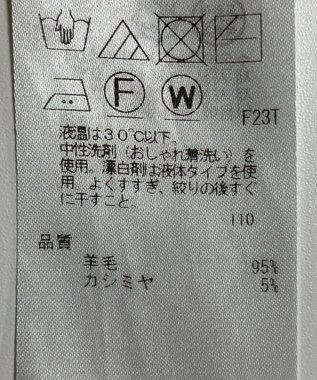 F
W
F23T
液温は30℃以下。
中性洗剤（おしゃれ着洗い）を
使用。漂白剤は液体タイプを使
用。よくすすぎ、絞りの後すぐ
に干すこと。
110
品質
羊毛 95%
カシミヤ 5%